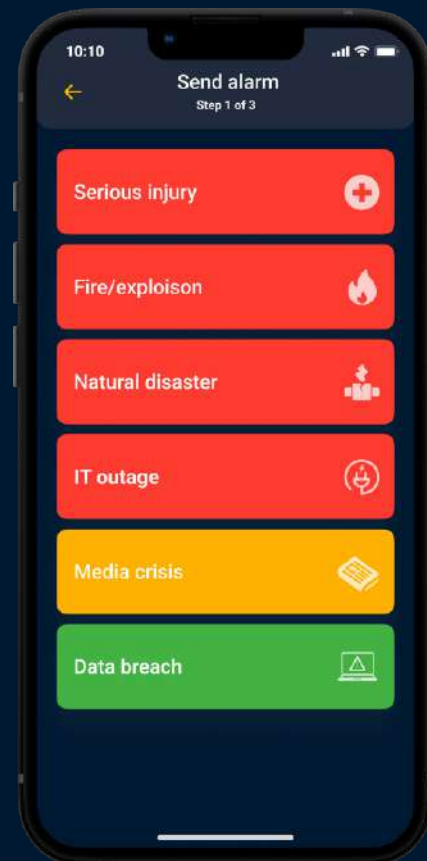 10:10
Send alarm
Step 1 of 3
Serious injury
Fire/exploison
Natural disaster
IT outage
Media crisis
Data breach